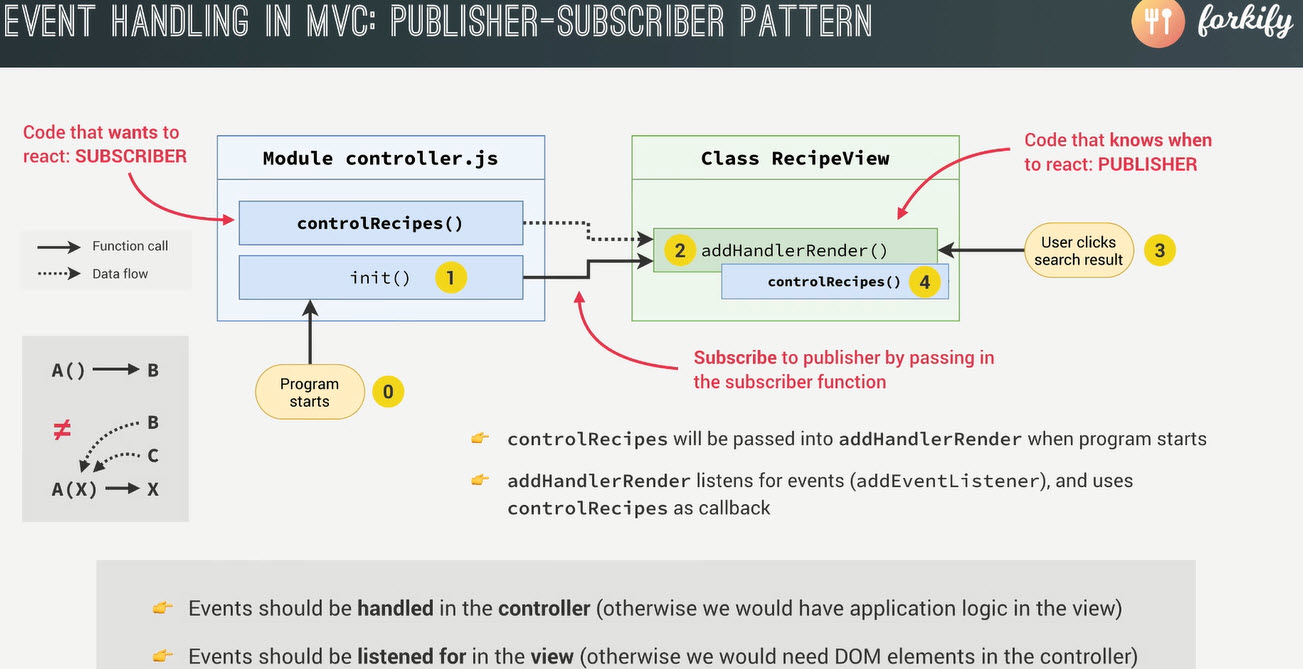 EVENT HANDLING IN MVC: PUBLISHER-SUBSCRIBER PATTERN
forkify
Code that wants to
react: SUBSCRIBER
Module controller.js
controlRecipes()
init() 1
Class RecipeView
2 addHandlerRender()
controlRecipes() 4
Code that knows when
to react: PUBLISHER
User clicks
search result
3
Function call
Data flow
Program
starts
0
Subscribe to publisher by passing in
the subscriber function
A() B
≠ B
C
A(X) X
👉 controlRecipes will be passed into addHandlerRender when program starts
👉 addHandlerRender listens for events (addEventListener), and uses
controlRecipes as callback
👉 Events should be handled in the controller (otherwise we would have application logic in the view)
👉 Events should be listened for in the view (otherwise we would need DOM elements in the controller)